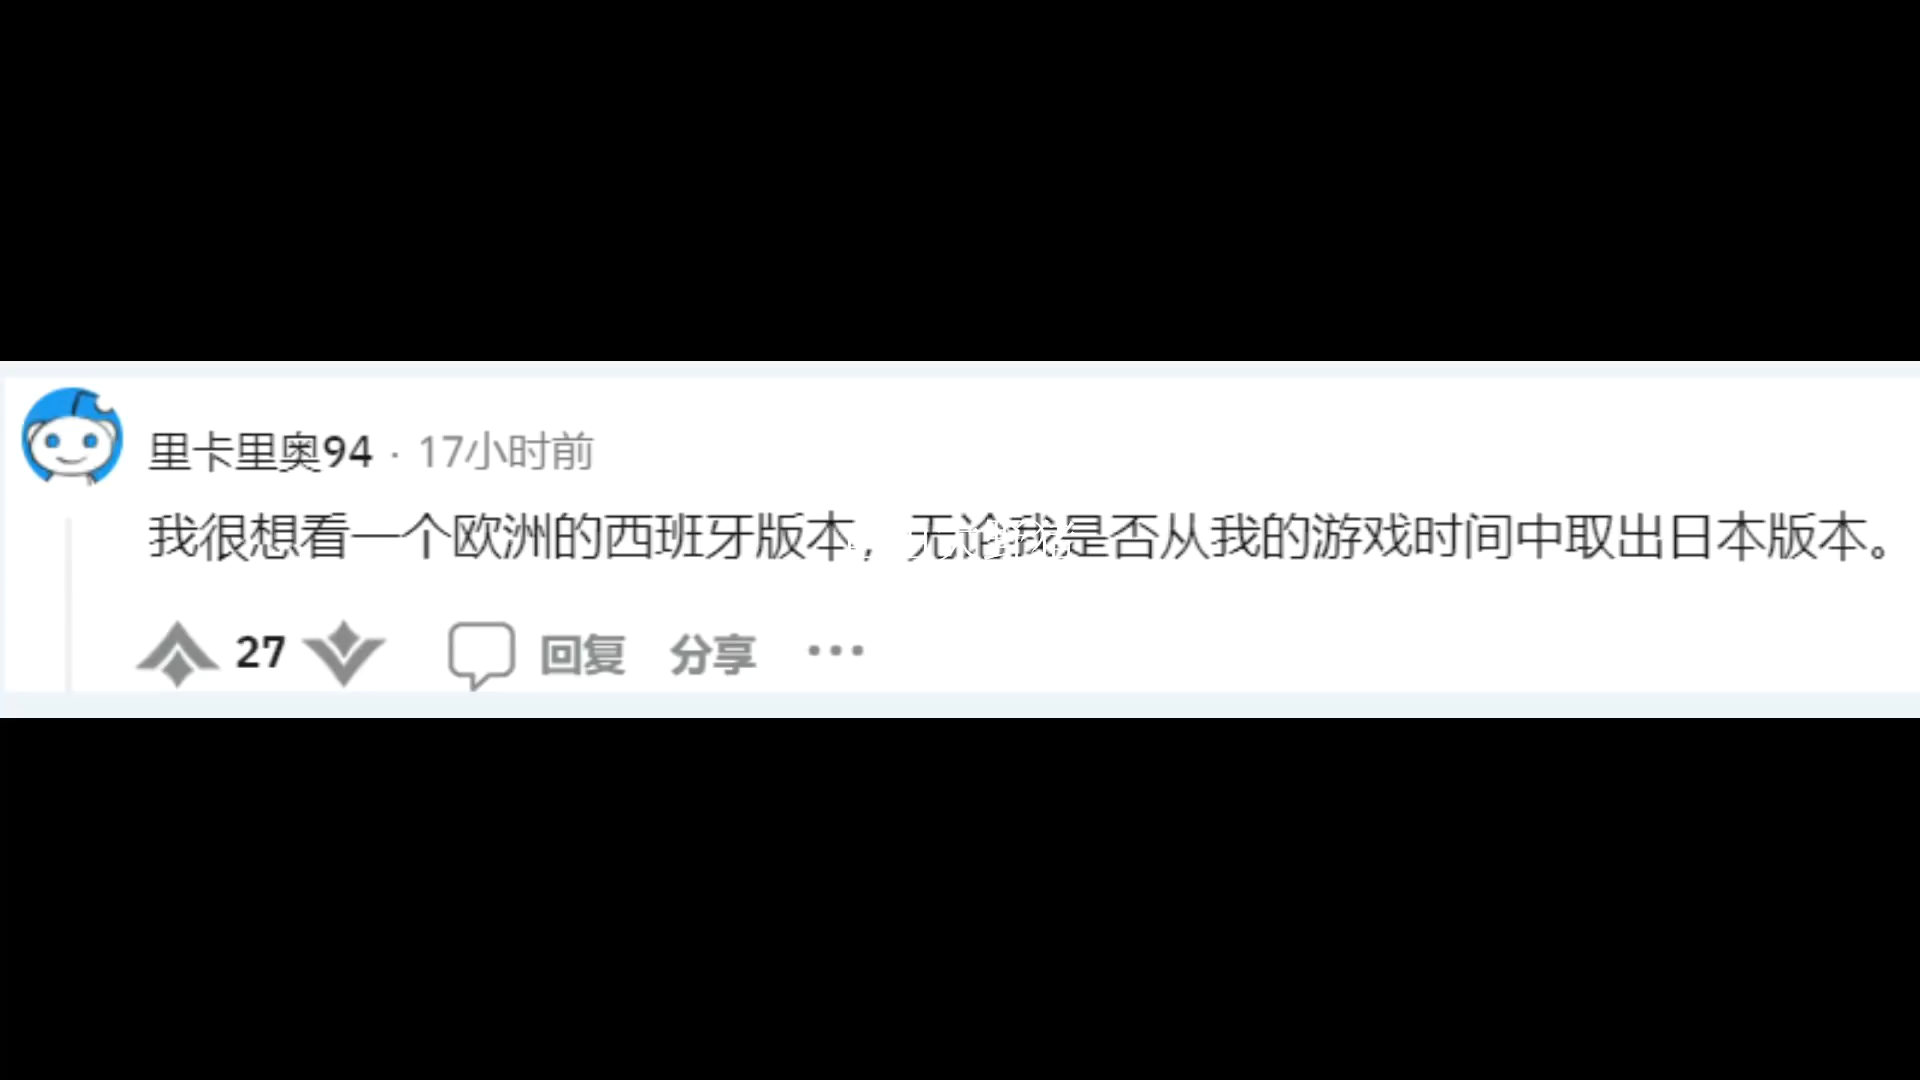 里卡里奥94 · 17小时前
我很想看一个欧洲的西班牙版本，无论我是否从我的游戏时间中取出日本版本。
27 回复 分享 ···